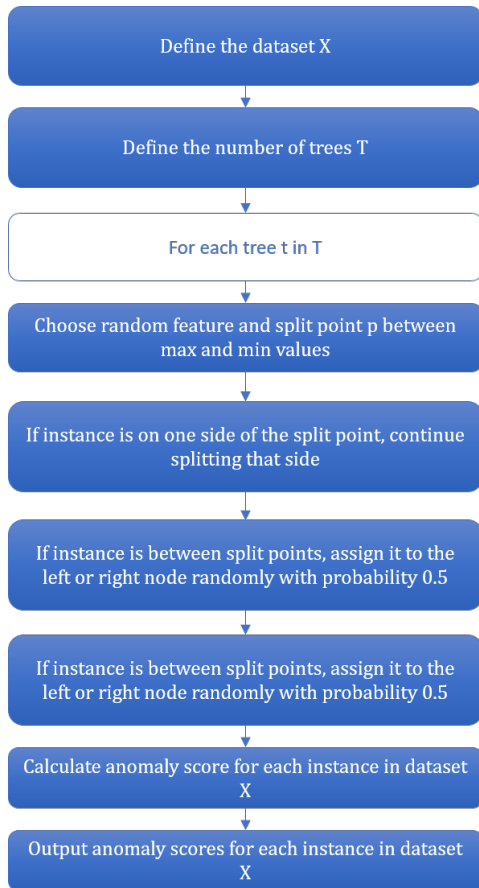 Define the dataset X
Define the number of trees T
For each tree t in T
Choose random feature and split point p between
max and min values
If instance is on one side of the split point, continue
splitting that side
If instance is between split points, assign it to the
left or right node randomly with probability 0.5
If instance is between split points, assign it to the
left or right node randomly with probability 0.5
Calculate anomaly score for each instance in dataset
X
Output anomaly scores for each instance in dataset
X